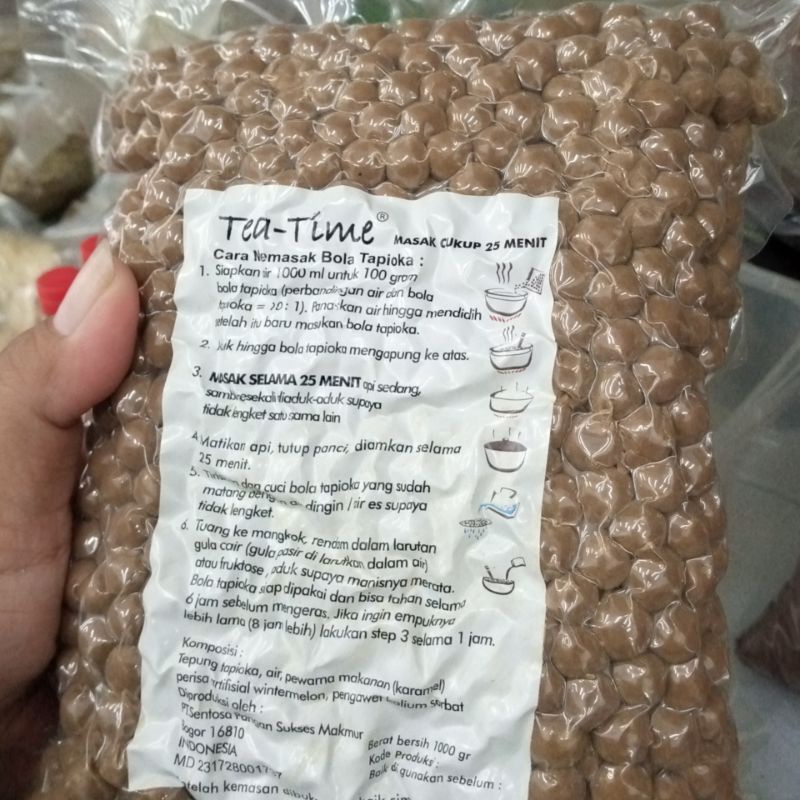 Tea-Time®
MASAK CUKUP 25 MENIT
Cara Memasak Bola Tapioka :
1. Siapkan air 1000 ml untuk 100 gram
bola tapioka (perbandingan air dan bola
tapioka = 10 : 1). Panaskan air hingga mendidih
setelah itu baru masukan bola tapioka.
2. hingga bola tapioka mengapung ke atas.
3. MASAK SELAMA 25 MENIT api sedang,
diaduk-aduk supaya
tidak lengket satu sama lain
4. Matikan api, tutup panci, diamkan selama
25 menit.
5. dan cuci bola tapioka yang sudah
matang dingin / air es supaya
tidak lengket.
6. Tuang ke mangkok, rendam dalam larutan
gula cair (gula pasir di larutkan dalam air)
atau fruktose, aduk supaya manisnya merata.
Bola tapioka siap dipakai dan bisa tahan selama
6 jam sebelum mengeras. Jika ingin empuknya
lebih lama (8 jam lebih) lakukan step 3 selama 1 jam.
Komposisi :
Tepung tapioka, air, pewarna makanan (karamel)
perisa artifisial wintermelon, pengawet kalium sorbat
Diproduksi oleh :
PT Sentosa Pangan Sukses Makmur
Bogor 16810
INDONESIA
MD 231728001
Berat bersih 1000 gr
Kode Produksi :
Baik digunakan sebelum :
setelah kemasan